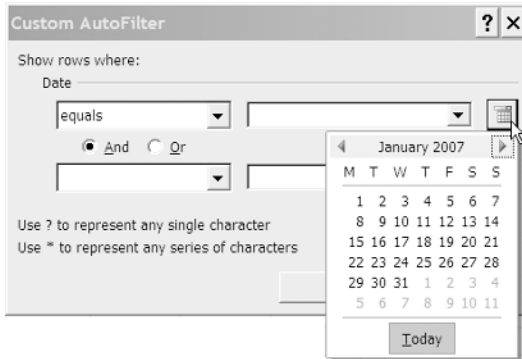 Custom AutoFilter ? ×
Show rows where:
Date
equals
And Or
January 2007
M T W T F S S
1 2 3 4 5 6 7
8 9 10 11 12 13 14
Use ? to represent any single character
15 16 17 18 19 20 21
Use * to represent any series of characters
22 23 24 25 26 27 28
29 30 31 1 2 3 4
5 6 7 8 9 10 11
Today